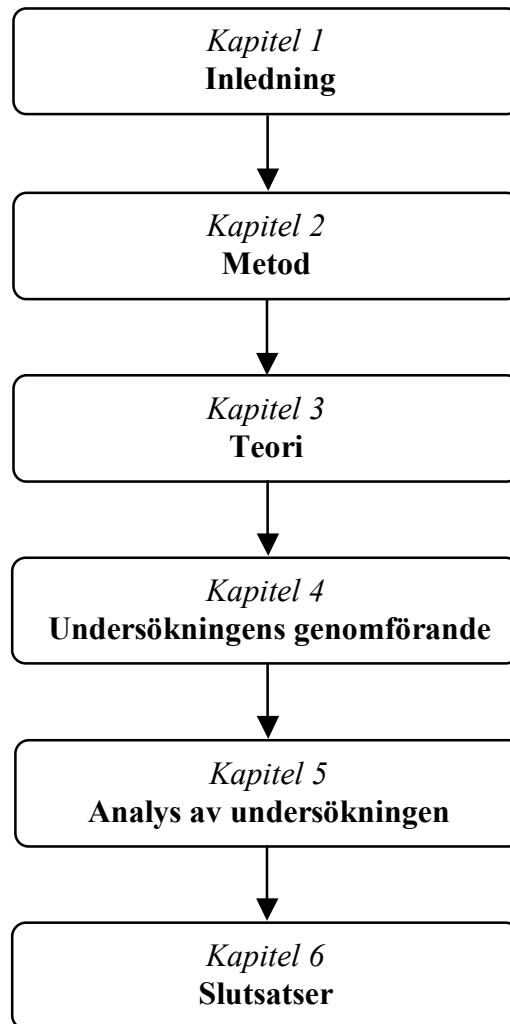 Kapitel 1
Inledning
Kapitel 2
Metod
Kapitel 3
Teori
Kapitel 4
Undersökningens genomförande
Kapitel 5
Analys av undersökningen
Kapitel 6
Slutsatser